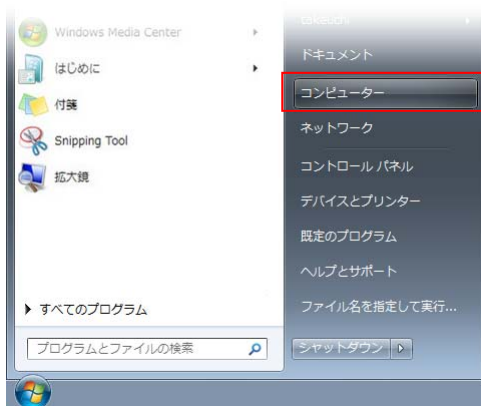 Windows Media Center
はじめに
付箋
Snipping Tool
拡大鏡
すべてのプログラム
プログラムとファイルの検索
ドキュメント
コンピューター
ネットワーク
コントロール パネル
デバイスとプリンター
既定のプログラム
ヘルプとサポート
ファイル名を指定して実行...
シャットダウン